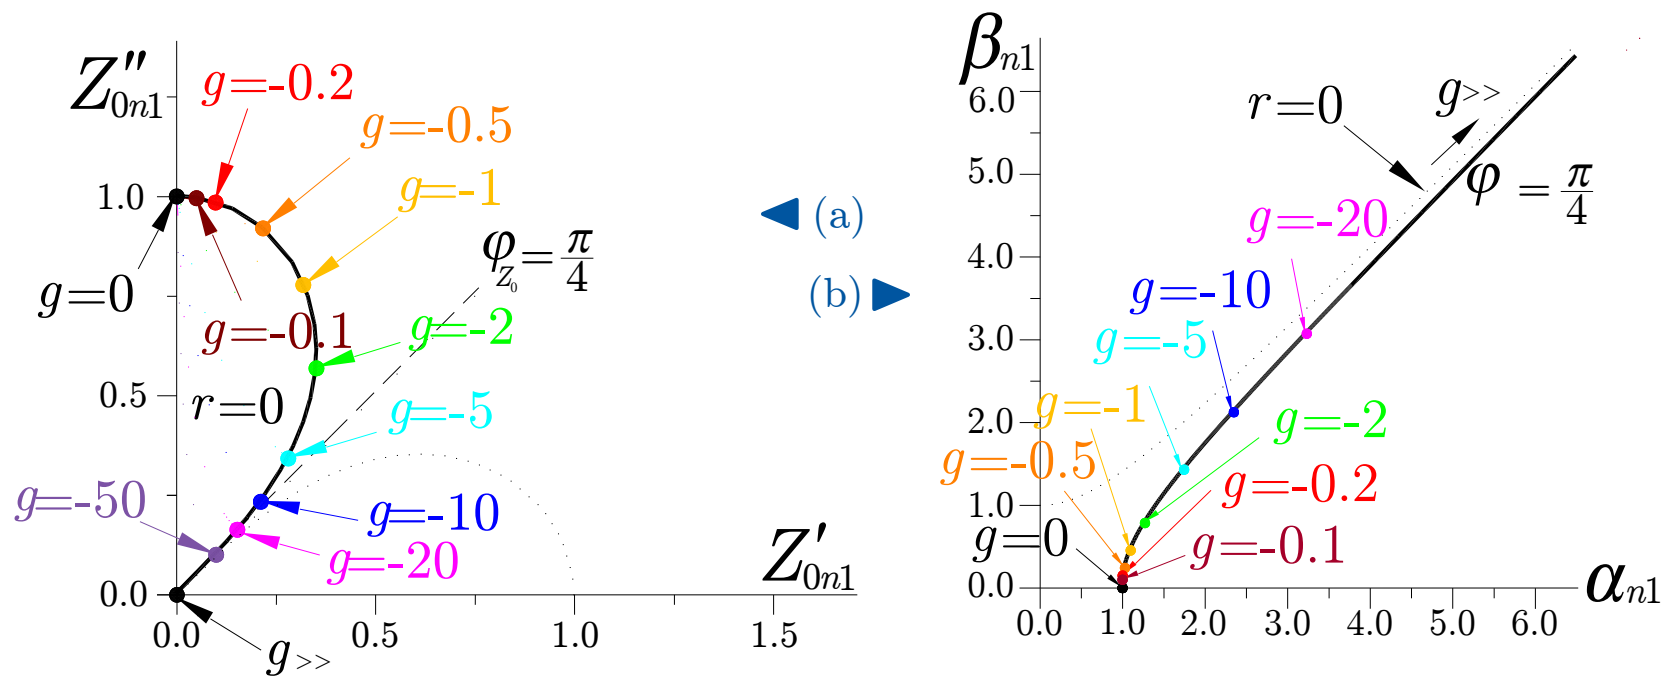 Z''0n1
g=-0.2
g=-0.5
1.0
g=-1
g=0
φZ0=π/4
g=-0.1
g=-2
0.5
r=0
g=-5
g=-50
g=-10
g=-20
Z'0n1
0.0
0.0
0.5
1.0
1.5
g>>
(a)
(b)
βn1
6.0
r=0
g>>
5.0
φ=π/4
g=-20
4.0
g=-10
3.0
g=-5
g=-1
2.0
g=-2
g=-0.5
g=-0.2
1.0
g=0
g=-0.1
0.0
αn1
0.0
1.0
2.0
3.0
4.0
5.0
6.0